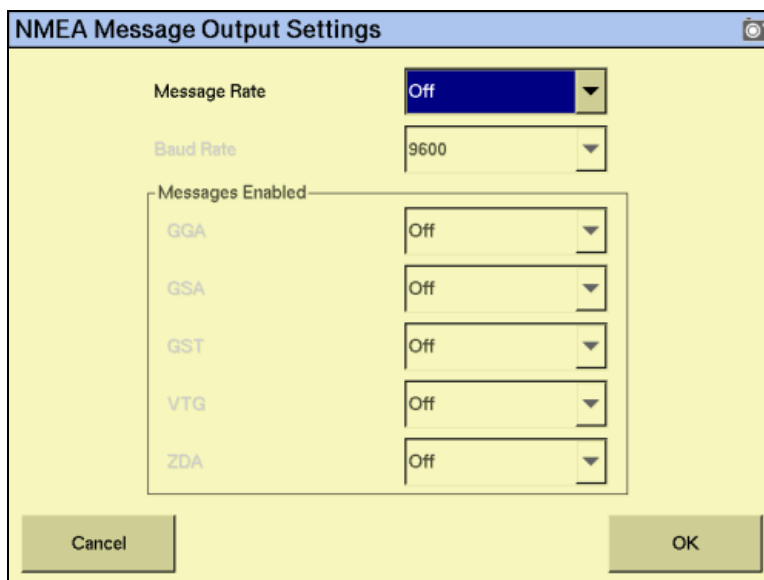 NMEA Message Output Settings
Message Rate Off
Baud Rate 9600
Messages Enabled
GGA Off
GSA Off
GST Off
VTG Off
ZDA Off
Cancel OK